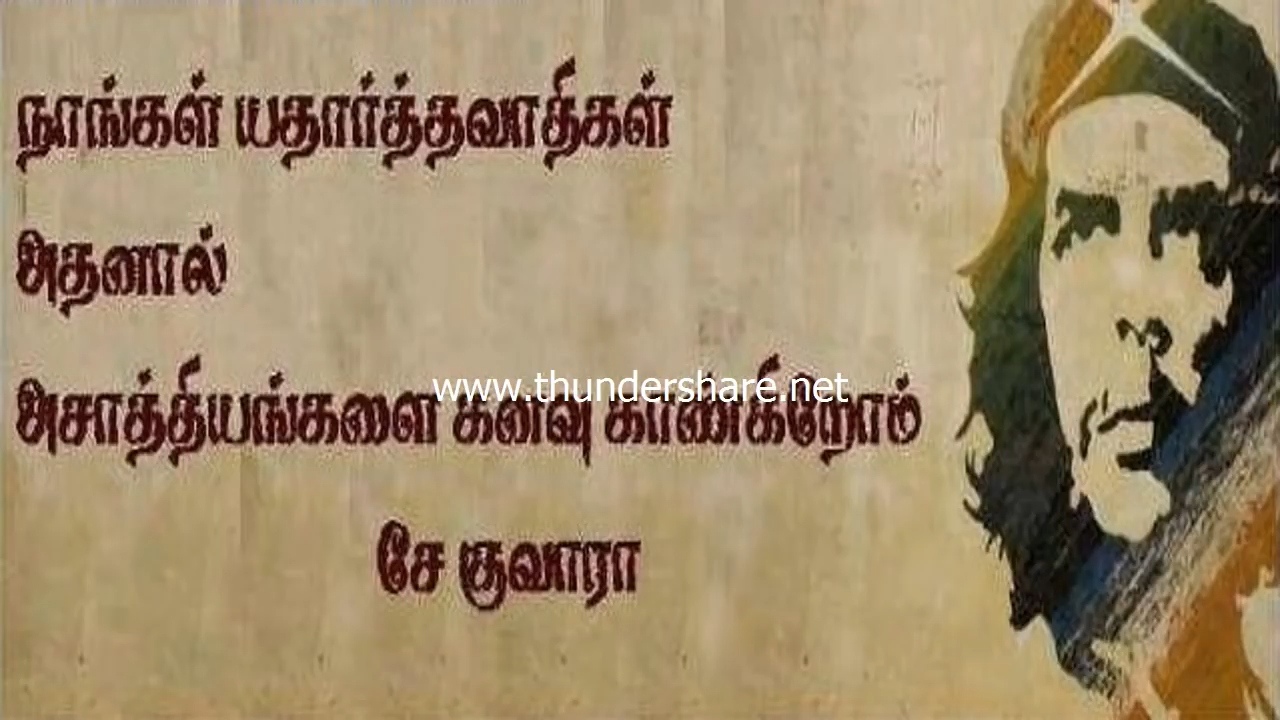 நாங்கள் யதார்த்தவாதிகள்
அதனால்
அசாத்தியங்களை கனவு காண்கிறோம்
www.thundershare.net
சே குவாரா